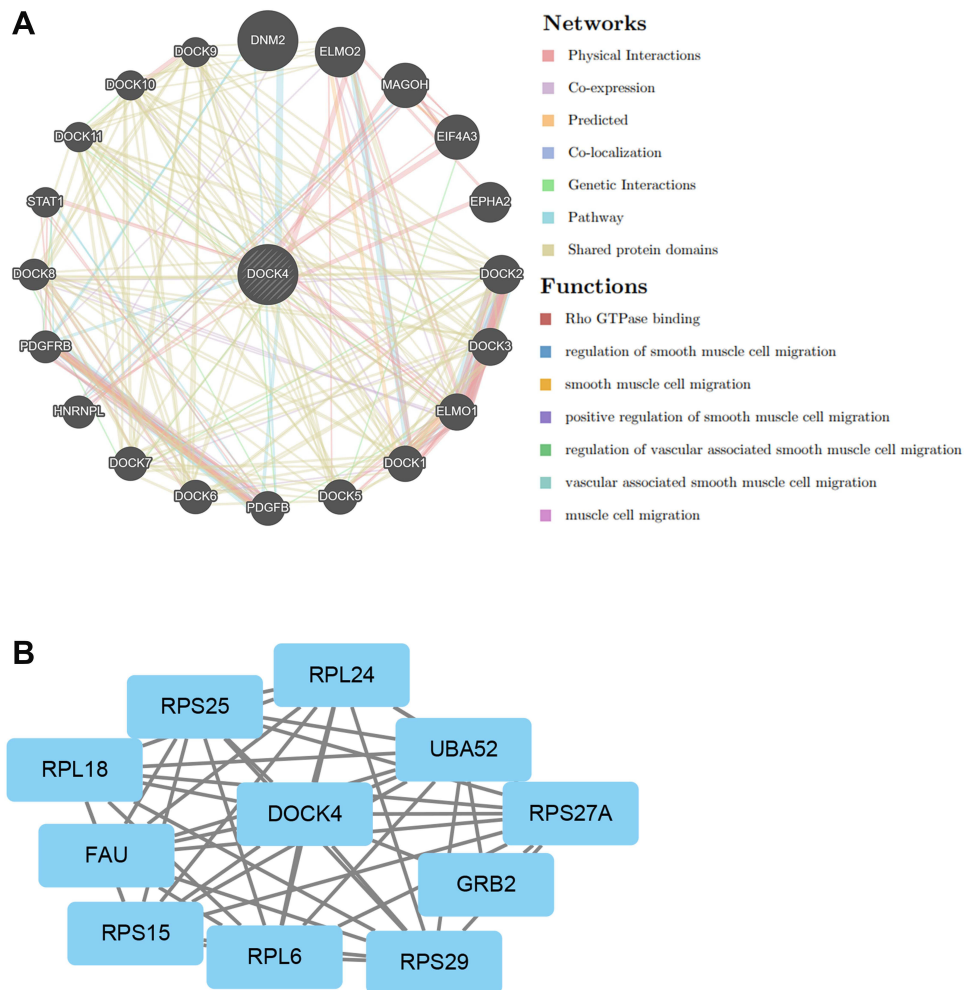 A
DNM2
ELMO2
MAGOH
EIF4A3
EPHA2
DOCK2
DOCK3
ELMO1
DOCK1
DOCK5
PDGFB
DOCK6
DOCK7
HNRNPL
PDGFRB
DOCK8
STAT1
DOCK11
DOCK10
DOCK9
DOCK4
Networks
Physical Interactions
Co-expression
Predicted
Co-localization
Genetic Interactions
Pathway
Shared protein domains
Functions
Rho GTPase binding
regulation of smooth muscle cell migration
smooth muscle cell migration
positive regulation of smooth muscle cell migration
regulation of vascular associated smooth muscle cell migration
vascular associated smooth muscle cell migration
muscle cell migration
B
RPL24
RPS25
UBA52
RPL18
DOCK4
RPS27A
FAU
GRB2
RPS15
RPL6
RPS29